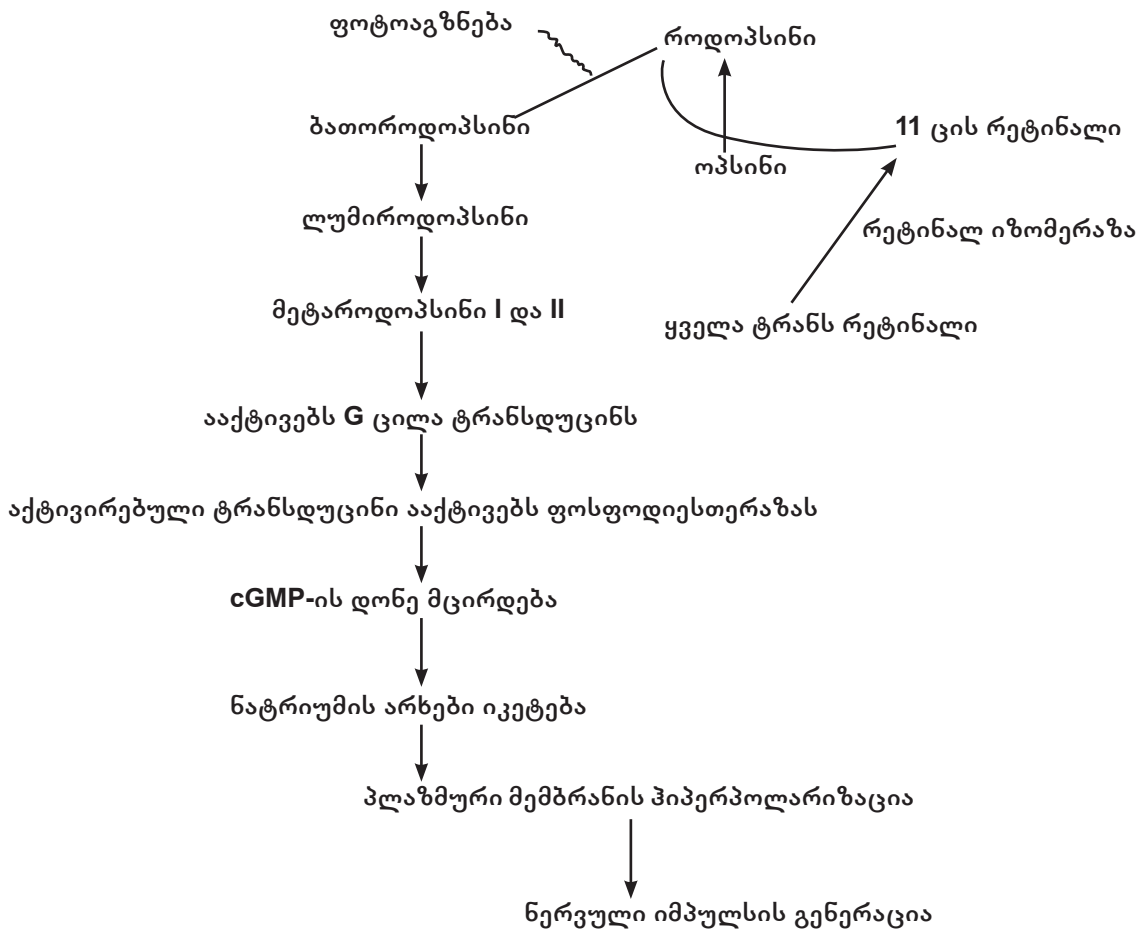 ფოტოაგზნება
როდოპსინი
ბათოროდოპსინი
11 ცის რეტინალი
ოპსინი
ლუმიროდოპსინი
რეტინალ იზომერაზა
მეტაროდოპსინი I და II
ყველა ტრანს რეტინალი
ააქტივებს G ცილა ტრანსდუცინს
აქტივირებული ტრანსდუცინი ააქტივებს ფოსფოდიესთერაზას
cGMP-ის დონე მცირდება
ნატრიუმის არხები იკეტება
პლაზმური მემბრანის ჰიპერპოლარიზაცია
ნერვული იმპულსის გენერაცია